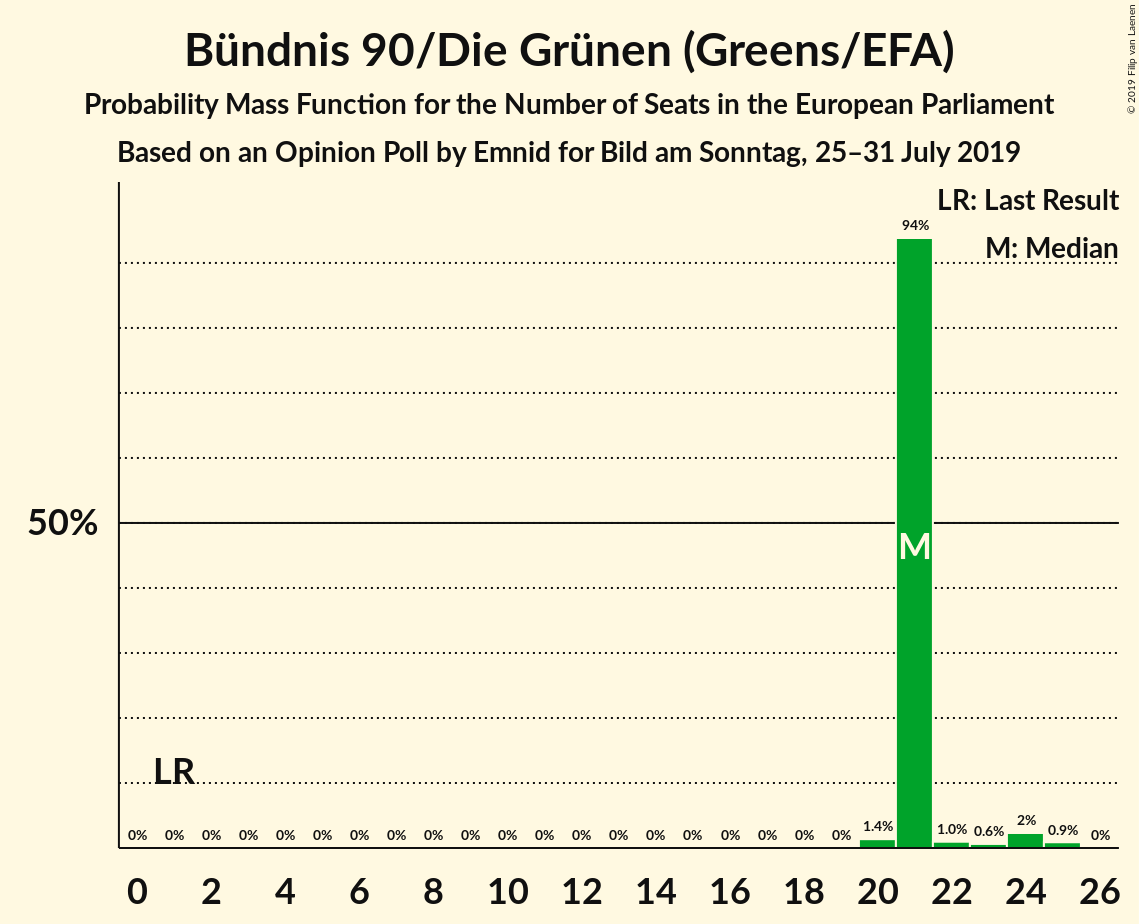 Bündnis 90/Die Grünen (Greens/EFA)
Probability Mass Function for the Number of Seats in the European Parliament
Based on an Opinion Poll by Emnid for Bild am Sonntag, 25–31 July 2019
© 2019 Filip van Laenen
LR: Last Result
M: Median
94%
50%
M
LR
0% 0% 0% 0% 0% 0% 0% 0% 0% 0% 0% 0% 0% 0% 0% 0% 0% 0% 0% 0% 1.4% 1.0% 0.6% 2% 0.9% 0%
0 2 4 6 8 10 12 14 16 18 20 22 24 26